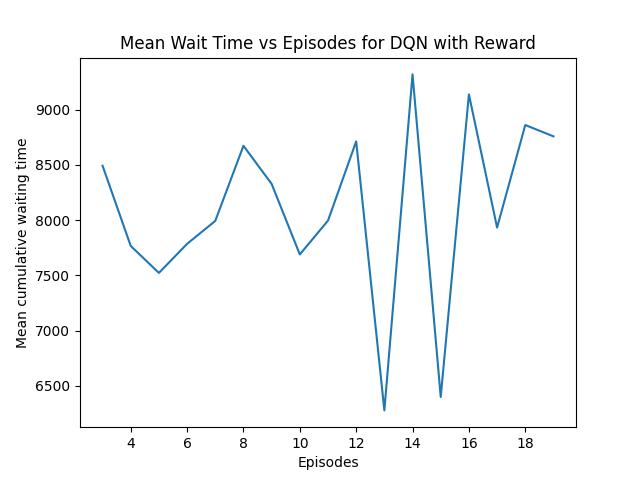 Mean Wait Time vs Episodes for DQN with Reward
Mean cumulative waiting time
9000
8500
8000
7500
7000
6500
4 6 8 10 12 14 16 18
Episodes